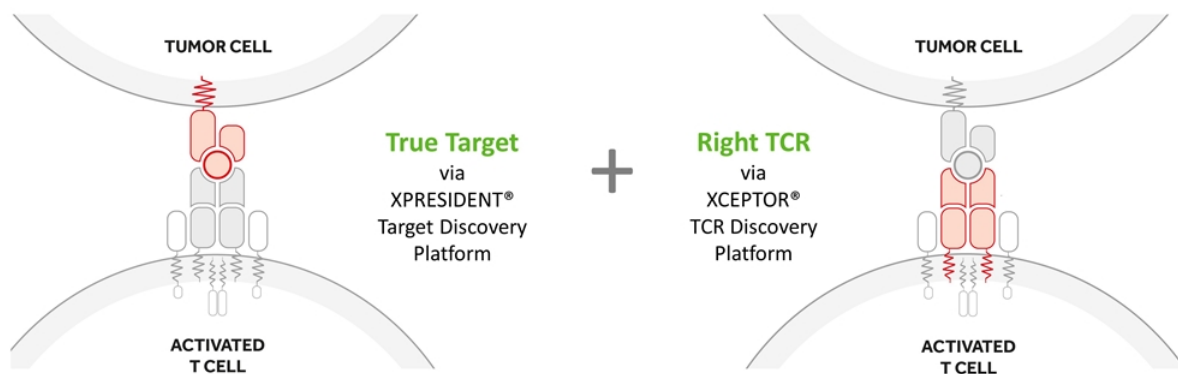 TUMOR CELL
True Target
via
XPRESIDENT®
Target Discovery
Platform
ACTIVATED
T CELL
+
Right TCR
via
XCEPTOR®
TCR Discovery
Platform
TUMOR CELL
ACTIVATED
T CELL